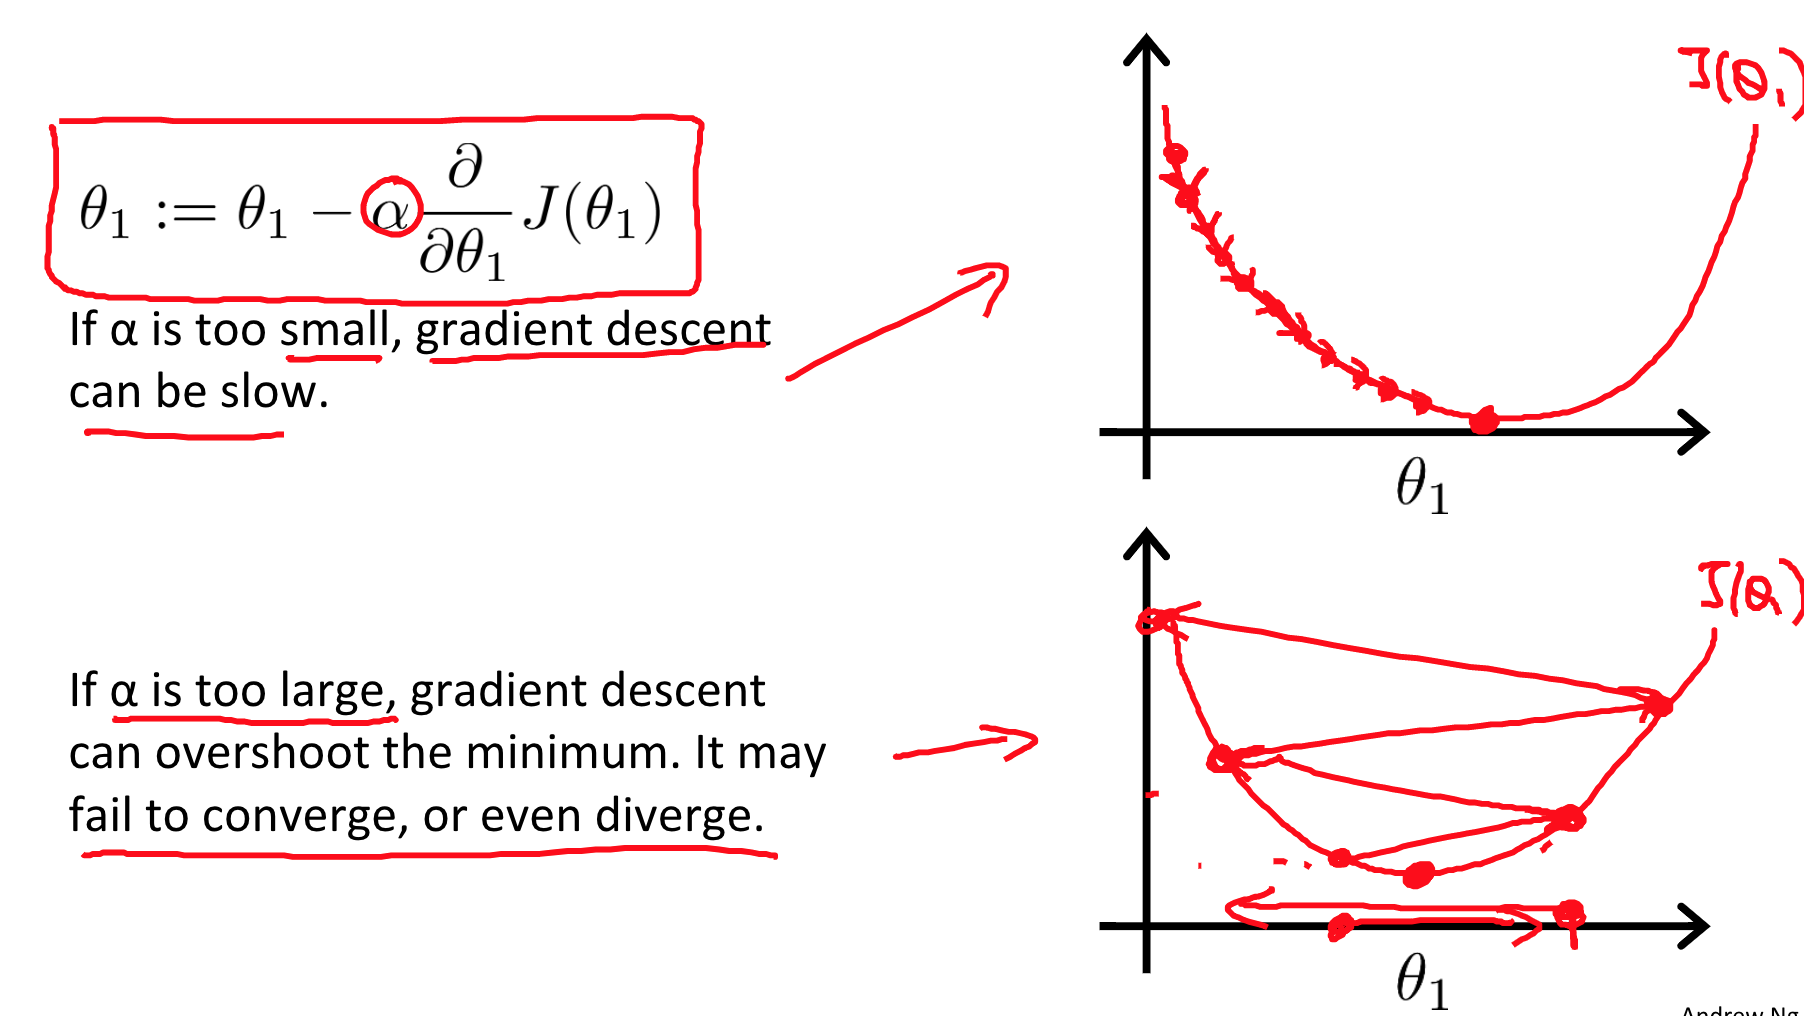 θ₁ := θ₁ − α ∂/∂θ₁ J(θ₁)
If α is too small, gradient descent
can be slow.
J(θ₁)
θ₁
If α is too large, gradient descent
can overshoot the minimum. It may
fail to converge, or even diverge.
J(θ₁)
θ₁
Andrew Ng